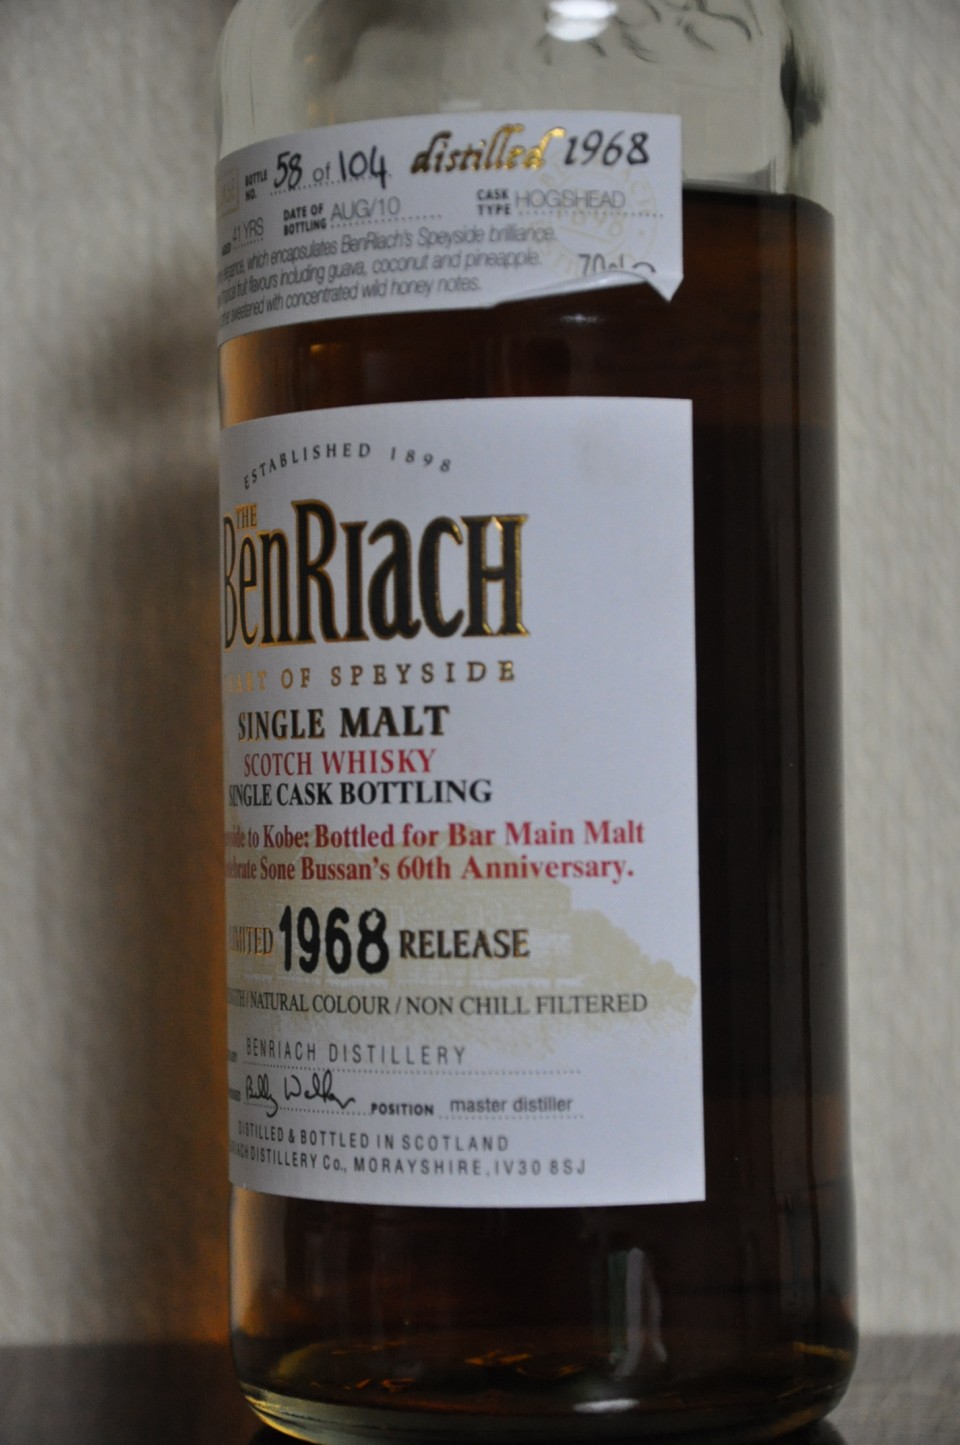 BOTTLE NO. 58 of 104 distilled 1968
AGED 41 YRS DATE OF BOTTLING AUG/10 CASK TYPE HOGSHEAD
which encapsulates BenRiach's Speyside brilliance.
fruit flavours including guava, coconut and pineapple. 70cl
sweetened with concentrated wild honey notes.
ESTABLISHED 1898
THE
BENRIACH
OF SPEYSIDE
SINGLE MALT
SCOTCH WHISKY
SINGLE CASK BOTTLING
to Kobe: Bottled for Bar Main Malt
Sone Bussan's 60th Anniversary.
LIMITED 1968 RELEASE
/ NATURAL COLOUR / NON CHILL FILTERED
BENRIACH DISTILLERY
Billy Walker POSITION master distiller
DISTILLED & BOTTLED IN SCOTLAND
DISTILLERY Co., MORAYSHIRE, IV30 8SJ